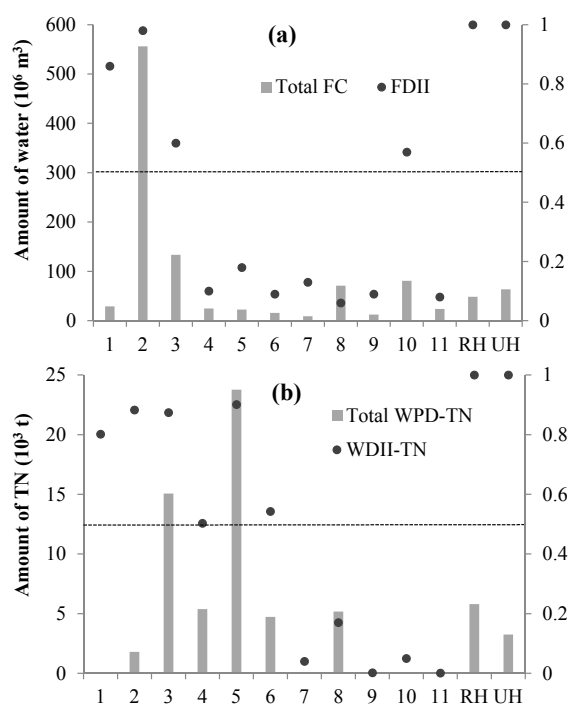 (a)
Total FC
FDII
Amount of water (10⁶ m³)
600
500
400
300
200
100
0
1
0.8
0.6
0.4
0.2
0
1 2 3 4 5 6 7 8 9 10 11 RH UH
(b)
Total WPD-TN
WDII-TN
Amount of TN (10³ t)
25
20
15
10
5
0
1
0.8
0.6
0.4
0.2
0
1 2 3 4 5 6 7 8 9 10 11 RH UH